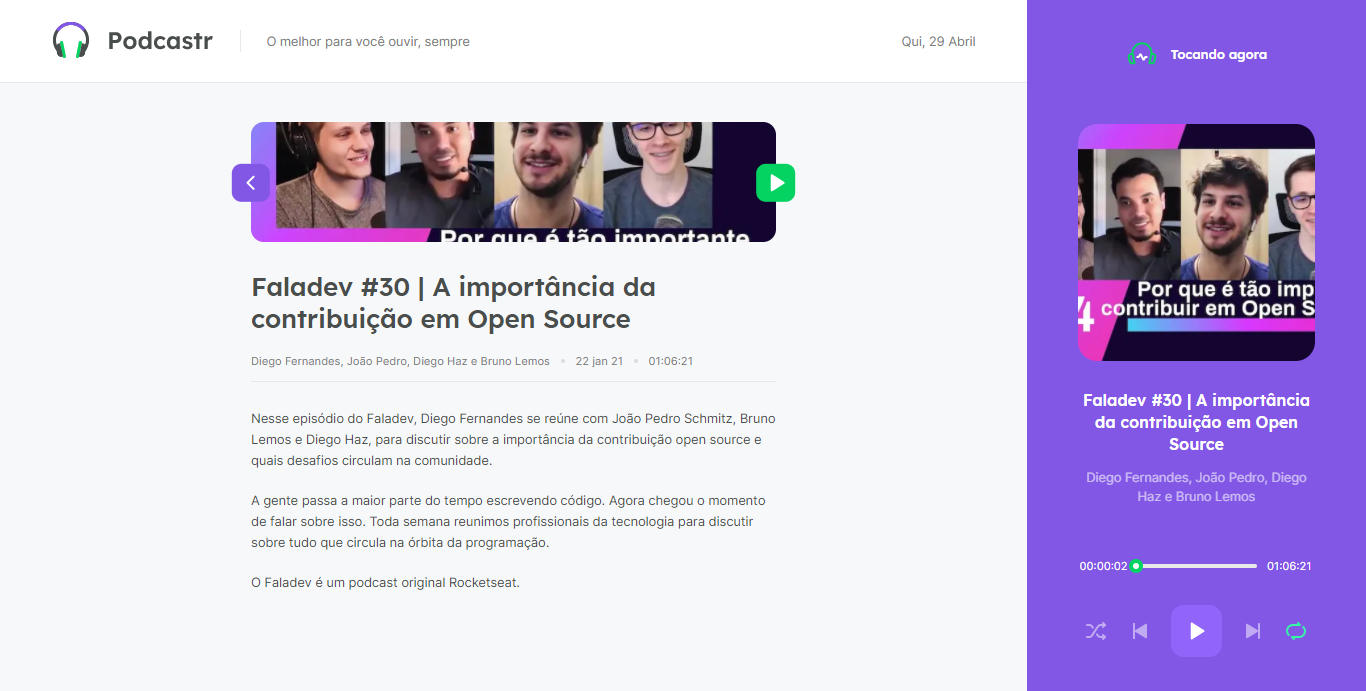 Podcastr
O melhor para você ouvir, sempre
Qui, 29 Abril
Por que é tão importante
Faladev #30 | A importância da
contribuição em Open Source
Diego Fernandes, João Pedro, Diego Haz e Bruno Lemos • 22 jan 21 • 01:06:21
Nesse episódio do Faladev, Diego Fernandes se reúne com João Pedro Schmitz, Bruno
Lemos e Diego Haz, para discutir sobre a importância da contribuição open source e
quais desafios circulam na comunidade.
A gente passa a maior parte do tempo escrevendo código. Agora chegou o momento
de falar sobre isso. Toda semana reunimos profissionais da tecnologia para discutir
sobre tudo que circula na órbita da programação.
O Faladev é um podcast original Rocketseat.
Tocando agora
Por que é tão imp
4 contribuir em Open S
Faladev #30 | A importância
da contribuição em Open
Source
Diego Fernandes, João Pedro, Diego
Haz e Bruno Lemos
00:00:02
01:06:21